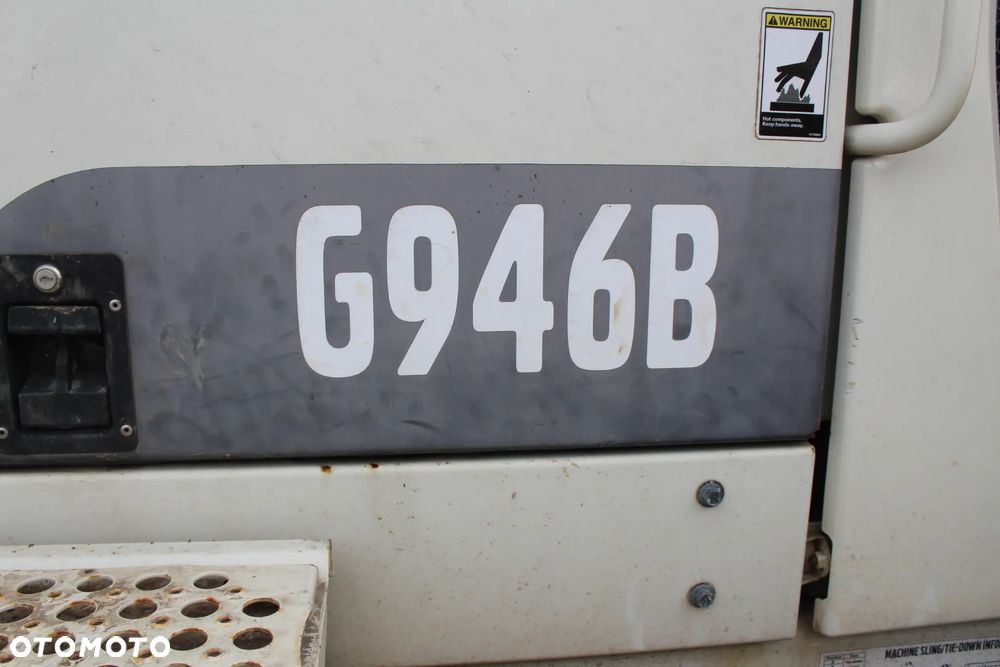 WARNING
Hot components.
Keep hands away.
G946B
MACHINE SLING/TIE-DOWN INFO
OTOMOTO